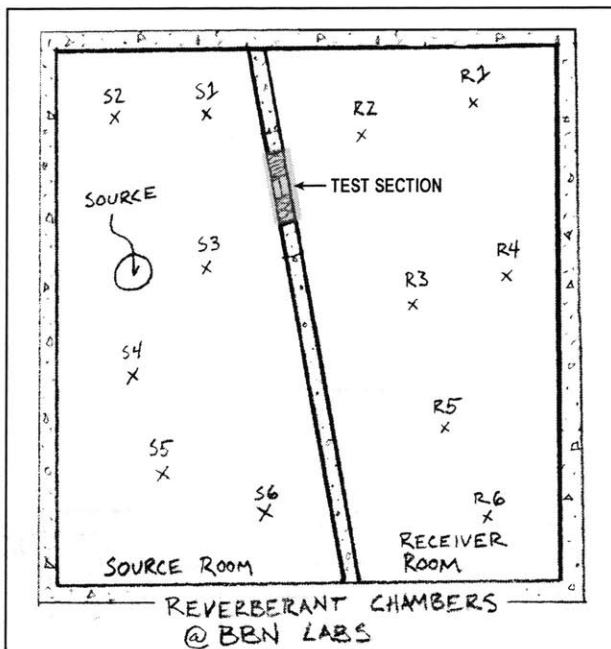 S2
S1
R2
R1
SOURCE
TEST SECTION
S3
R3
R4
S4
S5
R5
S6
R6
SOURCE ROOM
RECEIVER
ROOM
REVERBERANT CHAMBERS
@ BBN LABS